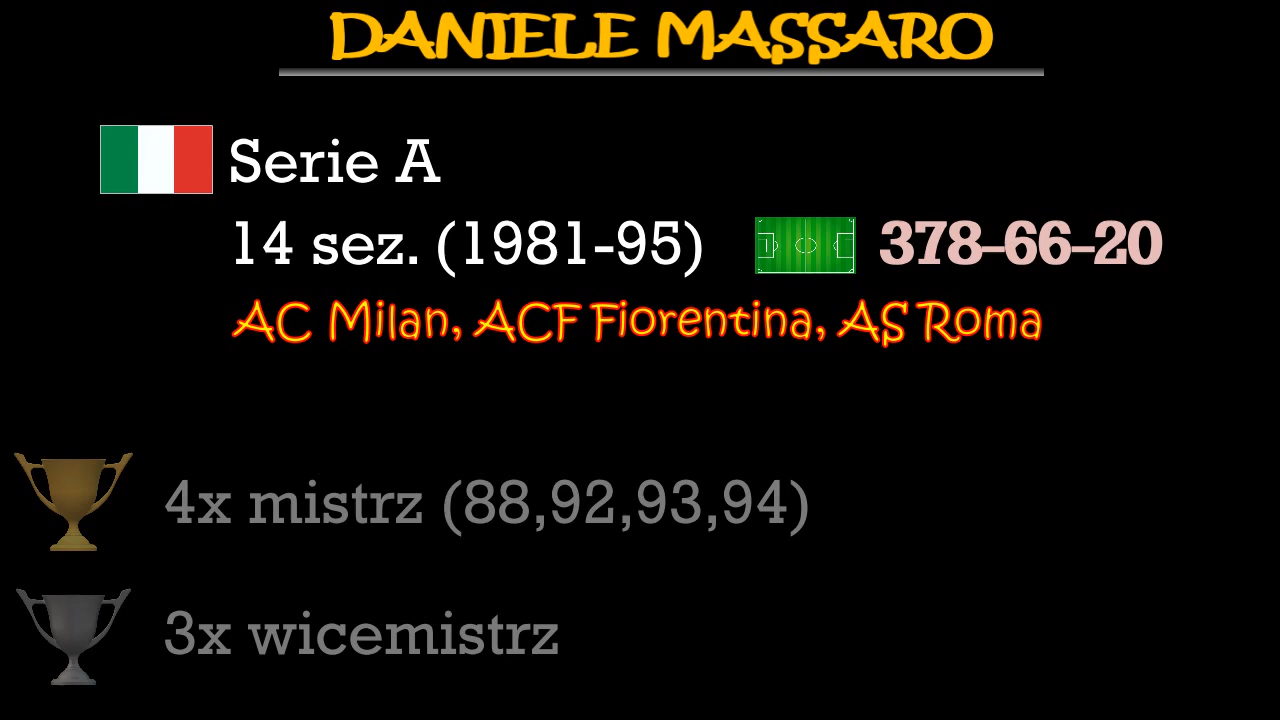 DANIELE MASSARO
Serie A
14 sez. (1981-95) 378-66-20
AC Milan, ACF Fiorentina, AS Roma
4x mistrz (88,92,93,94)
3x wicemistrz